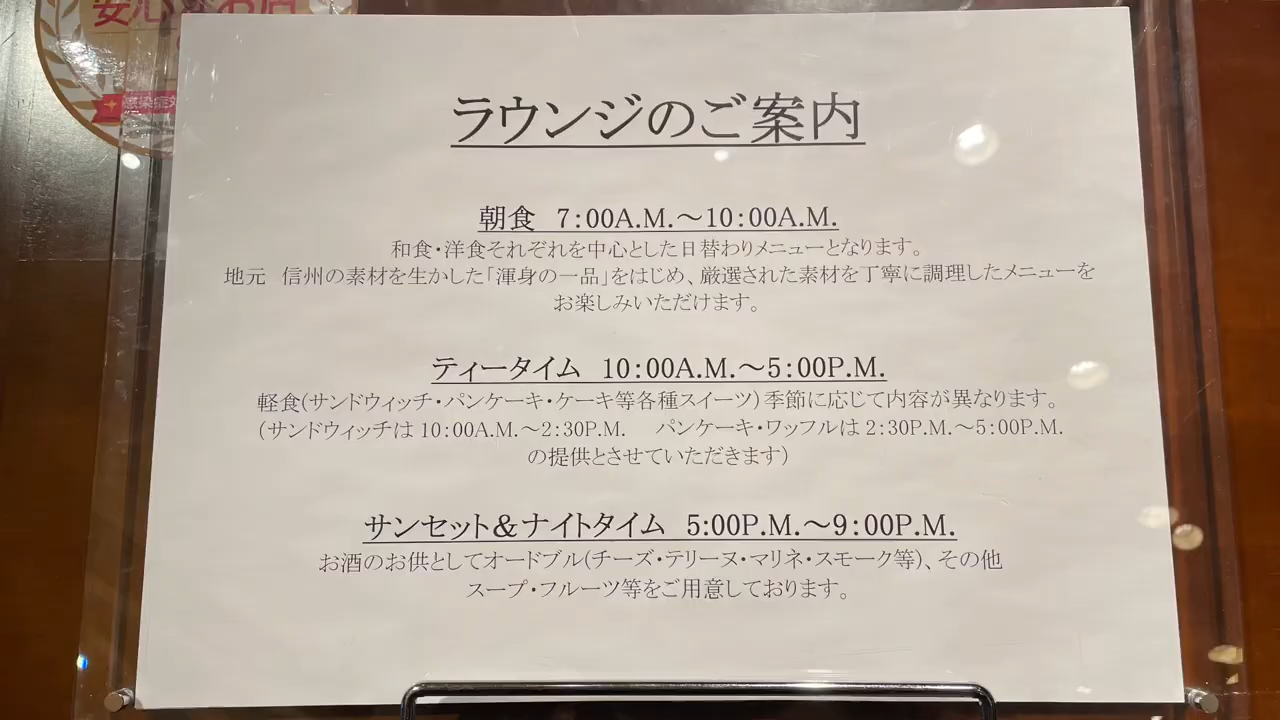 安心
お店
感染症
ラウンジのご案内
朝食　7:00A.M.～10:00A.M.
和食・洋食それぞれを中心とした日替わりメニューとなります。
地元　信州の素材を生かした「渾身の一品」をはじめ、厳選された素材を丁寧に調理したメニューを
お楽しみいただけます。
ティータイム　10:00A.M.～5:00P.M.
軽食(サンドウィッチ・パンケーキ・ケーキ等各種スイーツ)季節に応じて内容が異なります。
(サンドウィッチは10:00A.M.～2:30P.M.　パンケーキ・ワッフルは2:30P.M.～5:00P.M.
の提供とさせていただきます)
サンセット&ナイトタイム　5:00P.M.～9:00P.M.
お酒のお供としてオードブル(チーズ・テリーヌ・マリネ・スモーク等)、その他
スープ・フルーツ等をご用意しております。